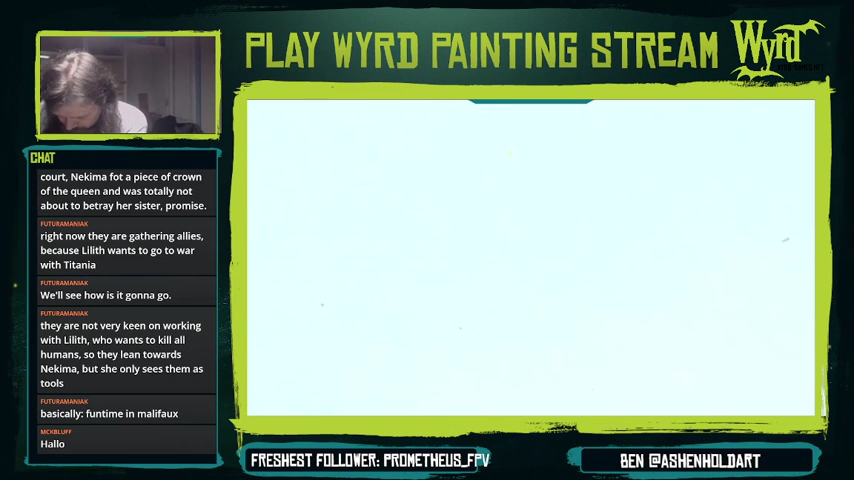 PLAY WYRD PAINTING STREAM
Wyrd
CHAT
court, Nekima fot a piece of crown
of the queen and was totally not
about to betray her sister, promise.
FUTURAMANIAK
right now they are gathering allies,
because Lilith wants to go to war
with Titania
FUTURAMANIAK
We'll see how is it gonna go.
FUTURAMANIAK
they are not very keen on working
with Lilith, who wants to kill all
humans, so they lean towards
Nekima, but she only sees them as
tools
FUTURAMANIAK
basically: funtime in malifaux
MCKBLUFF
Hallo
FRESHEST FOLLOWER: PROMETHEUS_FPV
BEN @ASHENHOLDART